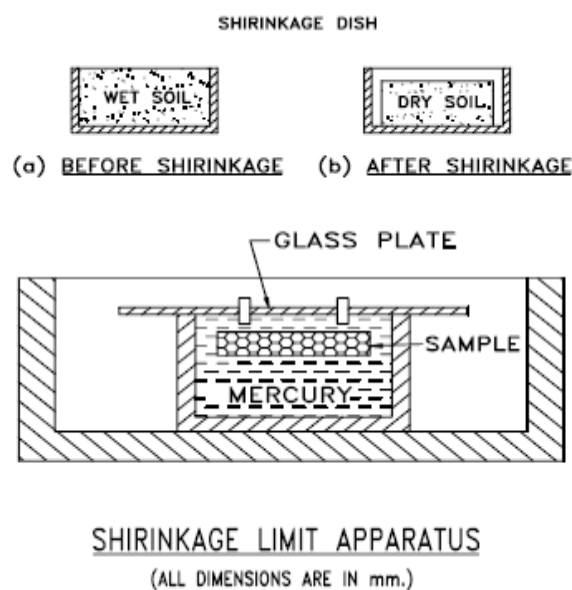 SHIRINKAGE DISH
WET SOIL
DRY SOIL
(a) BEFORE SHIRINKAGE
(b) AFTER SHIRINKAGE
GLASS PLATE
SAMPLE
MERCURY
SHIRINKAGE LIMIT APPARATUS
(ALL DIMENSIONS ARE IN mm.)